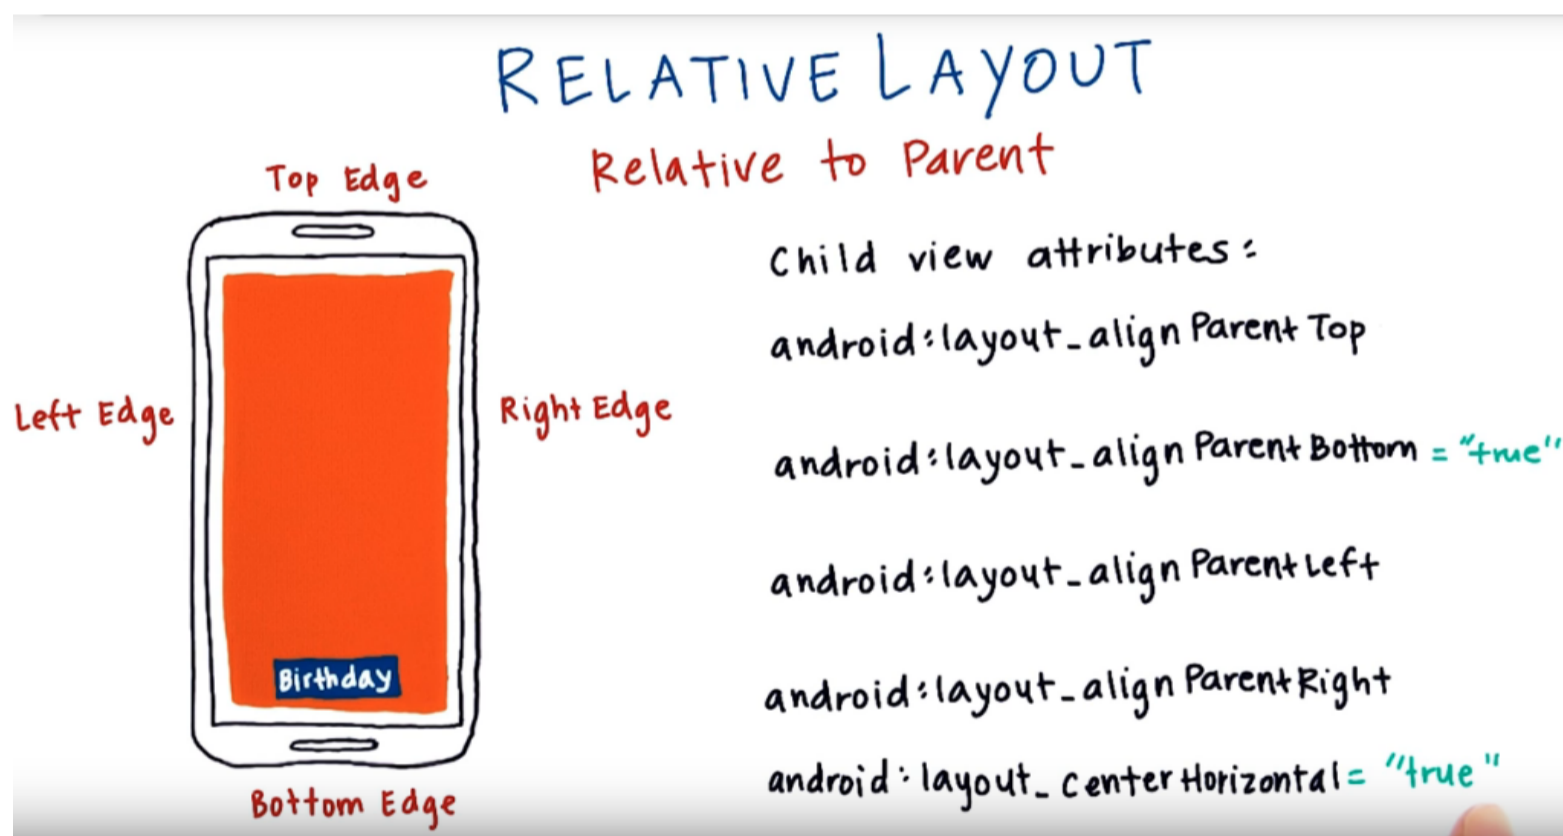 RELATIVE LAYOUT
Relative to Parent
Top Edge
Left Edge
Right Edge
Birthday
Bottom Edge
Child view attributes:
android:layout_alignParentTop
android:layout_alignParentBottom = "true"
android:layout_alignParentLeft
android:layout_alignParentRight
android:layout_centerHorizontal = "true"